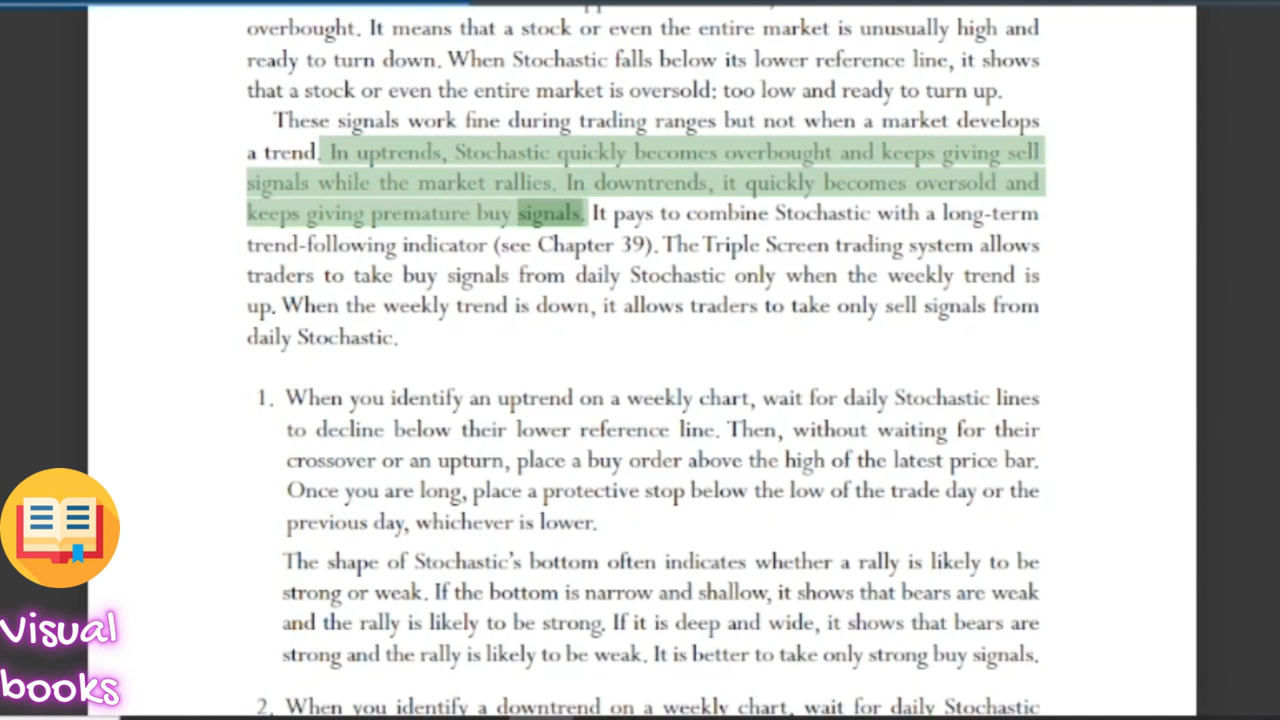 overbought. It means that a stock or even the entire market is unusually high and
ready to turn down. When Stochastic falls below its lower reference line, it shows
that a stock or even the entire market is oversold: too low and ready to turn up.
These signals work fine during trading ranges but not when a market develops
a trend. In uptrends, Stochastic quickly becomes overbought and keeps giving sell
signals while the market rallies. In downtrends, it quickly becomes oversold and
keeps giving premature buy signals. It pays to combine Stochastic with a long-term
trend-following indicator (see Chapter 39). The Triple Screen trading system allows
traders to take buy signals from daily Stochastic only when the weekly trend is
up. When the weekly trend is down, it allows traders to take only sell signals from
daily Stochastic.
1. When you identify an uptrend on a weekly chart, wait for daily Stochastic lines
to decline below their lower reference line. Then, without waiting for their
crossover or an upturn, place a buy order above the high of the latest price bar.
Once you are long, place a protective stop below the low of the trade day or the
previous day, whichever is lower.
The shape of Stochastic's bottom often indicates whether a rally is likely to be
strong or weak. If the bottom is narrow and shallow, it shows that bears are weak
and the rally is likely to be strong. If it is deep and wide, it shows that bears are
strong and the rally is likely to be weak. It is better to take only strong buy signals.
2. When you identify a downtrend on a weekly chart, wait for daily Stochastic
Visual
books